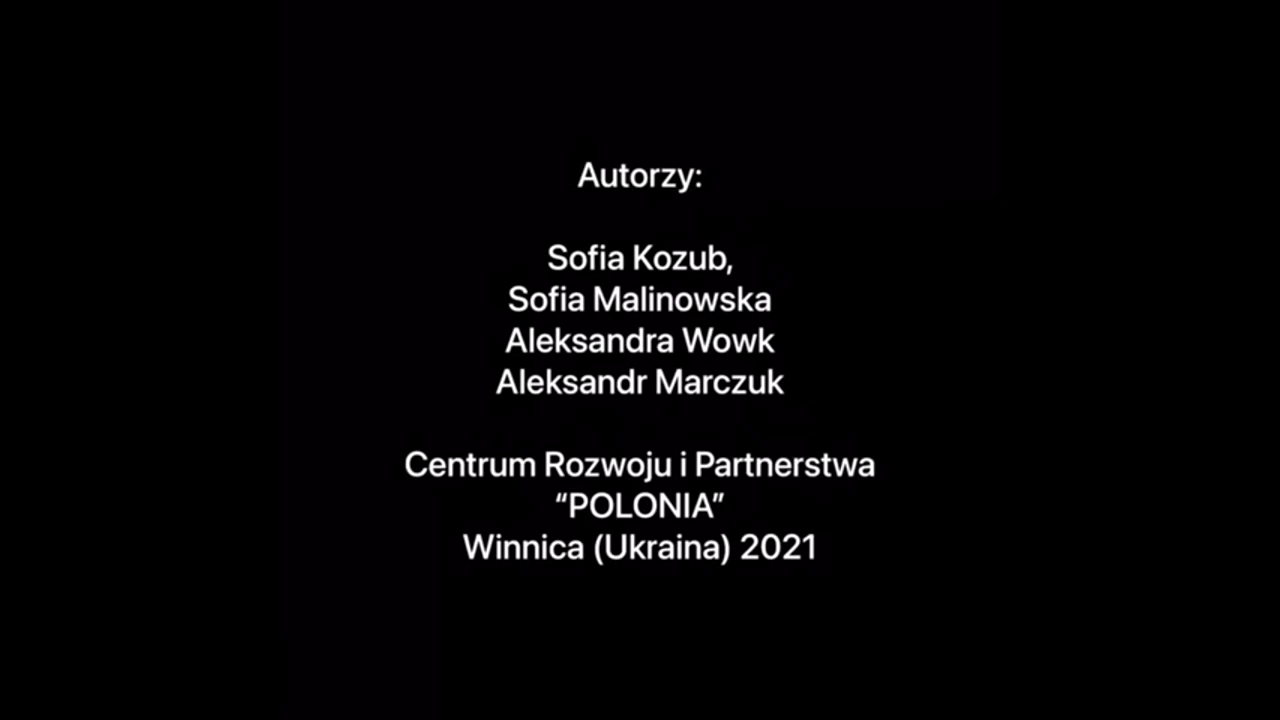 Autorzy:
Sofia Kozub,
Sofia Malinowska
Aleksandra Wowk
Aleksandr Marczuk
Centrum Rozwoju i Partnerstwa
“POLONIA”
Winnica (Ukraina) 2021